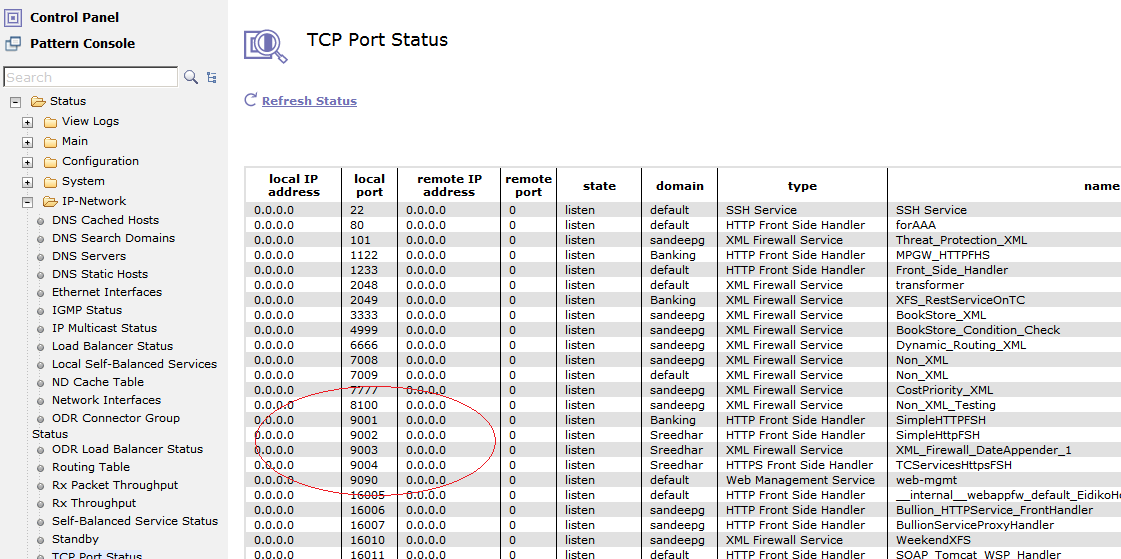 Control Panel
Pattern Console
Search
Status
View Logs
Main
Configuration
System
IP-Network
DNS Cached Hosts
DNS Search Domains
DNS Servers
DNS Static Hosts
Ethernet Interfaces
IGMP Status
IP Multicast Status
Load Balancer Status
Local Self-Balanced Services
ND Cache Table
Network Interfaces
ODR Connector Group
Status
ODR Load Balancer Status
Routing Table
Rx Packet Throughput
Rx Throughput
Self-Balanced Service Status
Standby
TCP Port Status
TCP Port Status
Refresh Status
local IP address local port remote IP address remote port state domain type name
0.0.0.0 22 0.0.0.0 0 listen default SSH Service SSH Service
0.0.0.0 80 0.0.0.0 0 listen default HTTP Front Side Handler forAAA
0.0.0.0 101 0.0.0.0 0 listen sandeepg XML Firewall Service Threat_Protection_XML
0.0.0.0 1122 0.0.0.0 0 listen Banking HTTP Front Side Handler MPGW_HTTPFHS
0.0.0.0 1233 0.0.0.0 0 listen default HTTP Front Side Handler Front_Side_Handler
0.0.0.0 2048 0.0.0.0 0 listen default XML Firewall Service transformer
0.0.0.0 2049 0.0.0.0 0 listen Banking XML Firewall Service XFS_RestServiceOnTC
0.0.0.0 3333 0.0.0.0 0 listen sandeepg XML Firewall Service BookStore_XML
0.0.0.0 4999 0.0.0.0 0 listen sandeepg XML Firewall Service BookStore_Condition_Check
0.0.0.0 6666 0.0.0.0 0 listen sandeepg XML Firewall Service Dynamic_Routing_XML
0.0.0.0 7008 0.0.0.0 0 listen sandeepg XML Firewall Service Non_XML
0.0.0.0 7009 0.0.0.0 0 listen default XML Firewall Service Non_XML
0.0.0.0 7777 0.0.0.0 0 listen sandeepg XML Firewall Service CostPriority_XML
0.0.0.0 8100 0.0.0.0 0 listen sandeepg XML Firewall Service Non_XML_Testing
0.0.0.0 9001 0.0.0.0 0 listen Banking HTTP Front Side Handler SimpleHTTPFSH
0.0.0.0 9002 0.0.0.0 0 listen Sreedhar HTTP Front Side Handler SimpleHttpFSH
0.0.0.0 9003 0.0.0.0 0 listen Sreedhar XML Firewall Service XML_Firewall_DateAppender_1
0.0.0.0 9004 0.0.0.0 0 listen Sreedhar HTTPS Front Side Handler TCServicesHttpsFSH
0.0.0.0 9090 0.0.0.0 0 listen default Web Management Service web-mgmt
0.0.0.0 16005 0.0.0.0 0 listen default HTTP Front Side Handler __internal__webappfw_default_EidikoHo
0.0.0.0 16006 0.0.0.0 0 listen sandeepg HTTP Front Side Handler Bullion_HTTPService_FrontHandler
0.0.0.0 16007 0.0.0.0 0 listen sandeepg HTTP Front Side Handler BullionServiceProxyHandler
0.0.0.0 16010 0.0.0.0 0 listen sandeepg XML Firewall Service WeekendXFS
0.0.0.0 16011 0.0.0.0 0 listen default HTTP Front Side Handler SOAP_Tomcat_WSP_Handler